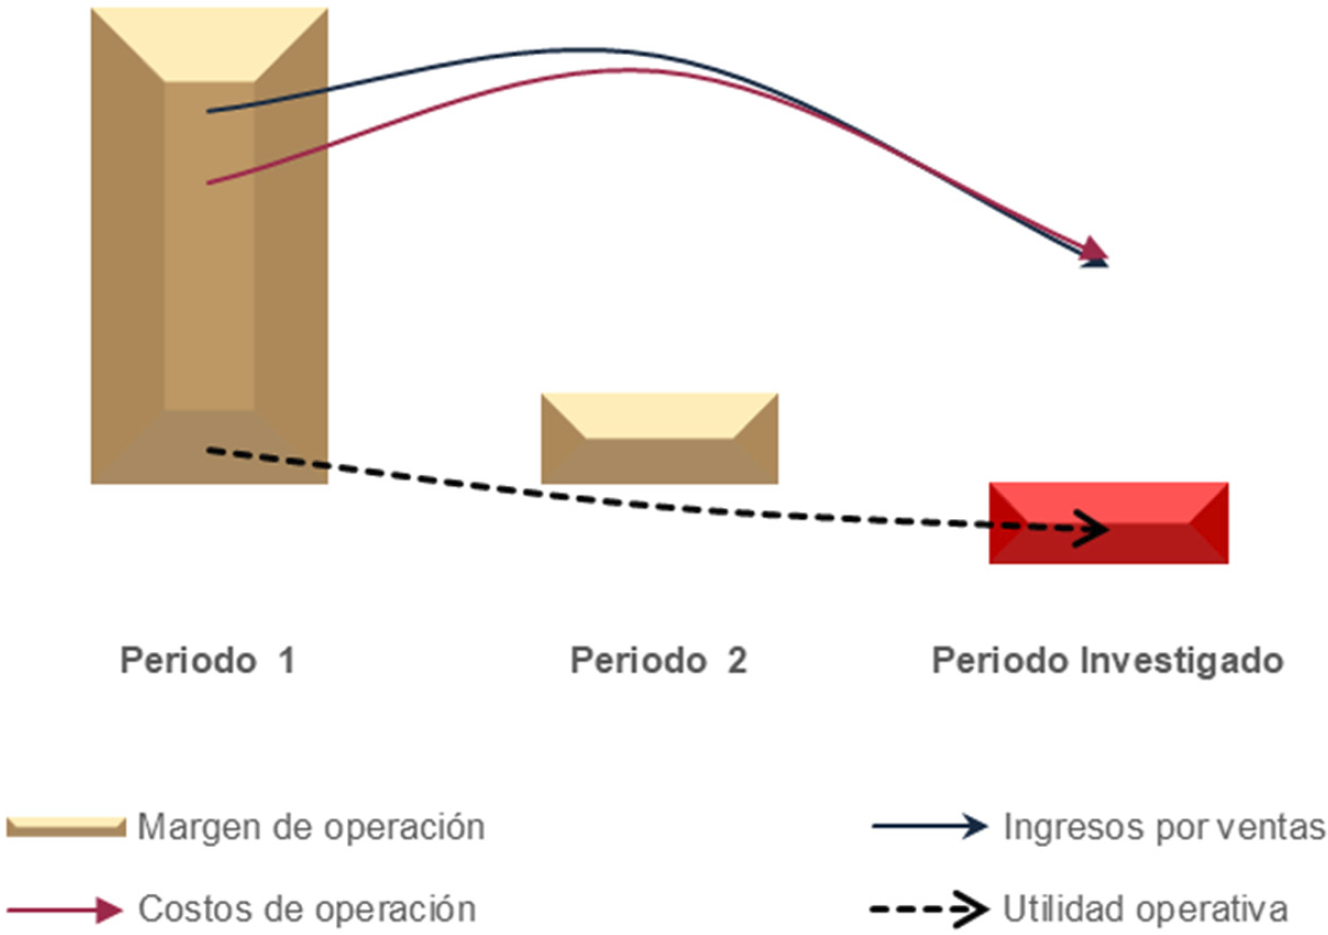 Periodo 1 Periodo 2 Periodo Investigado
Margen de operación Ingresos por ventas
Costos de operación Utilidad operativa